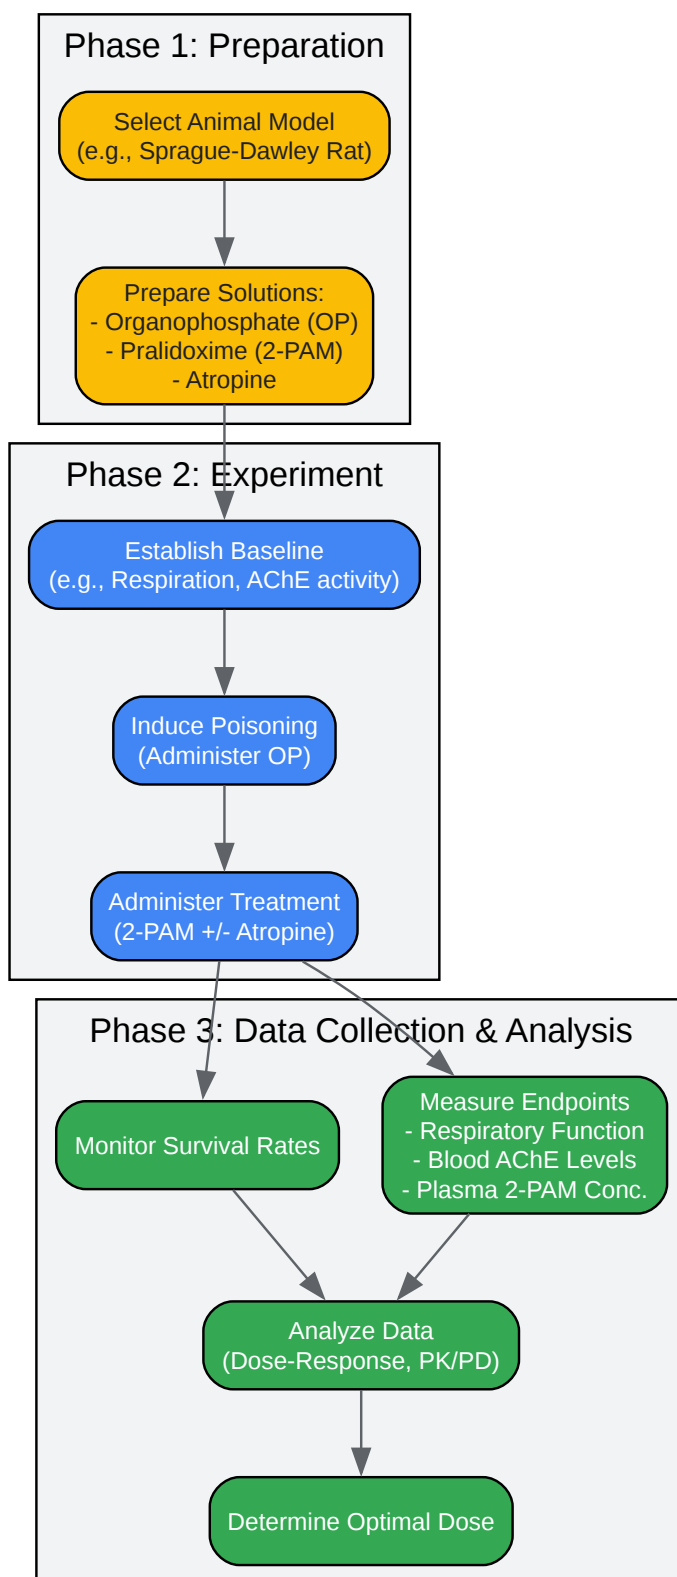 Phase 1: Preparation
Select Animal Model
(e.g., Sprague-Dawley Rat)
Prepare Solutions:
- Organophosphate (OP)
- Pralidoxime (2-PAM)
- Atropine
Phase 2: Experiment
Establish Baseline
(e.g., Respiration, AChE activity)
Induce Poisoning
(Administer OP)
Administer Treatment
(2-PAM +/- Atropine)
Phase 3: Data Collection & Analysis
Monitor Survival Rates
Measure Endpoints
- Respiratory Function
- Blood AChE Levels
- Plasma 2-PAM Conc.
Analyze Data
(Dose-Response, PK/PD)
Determine Optimal Dose